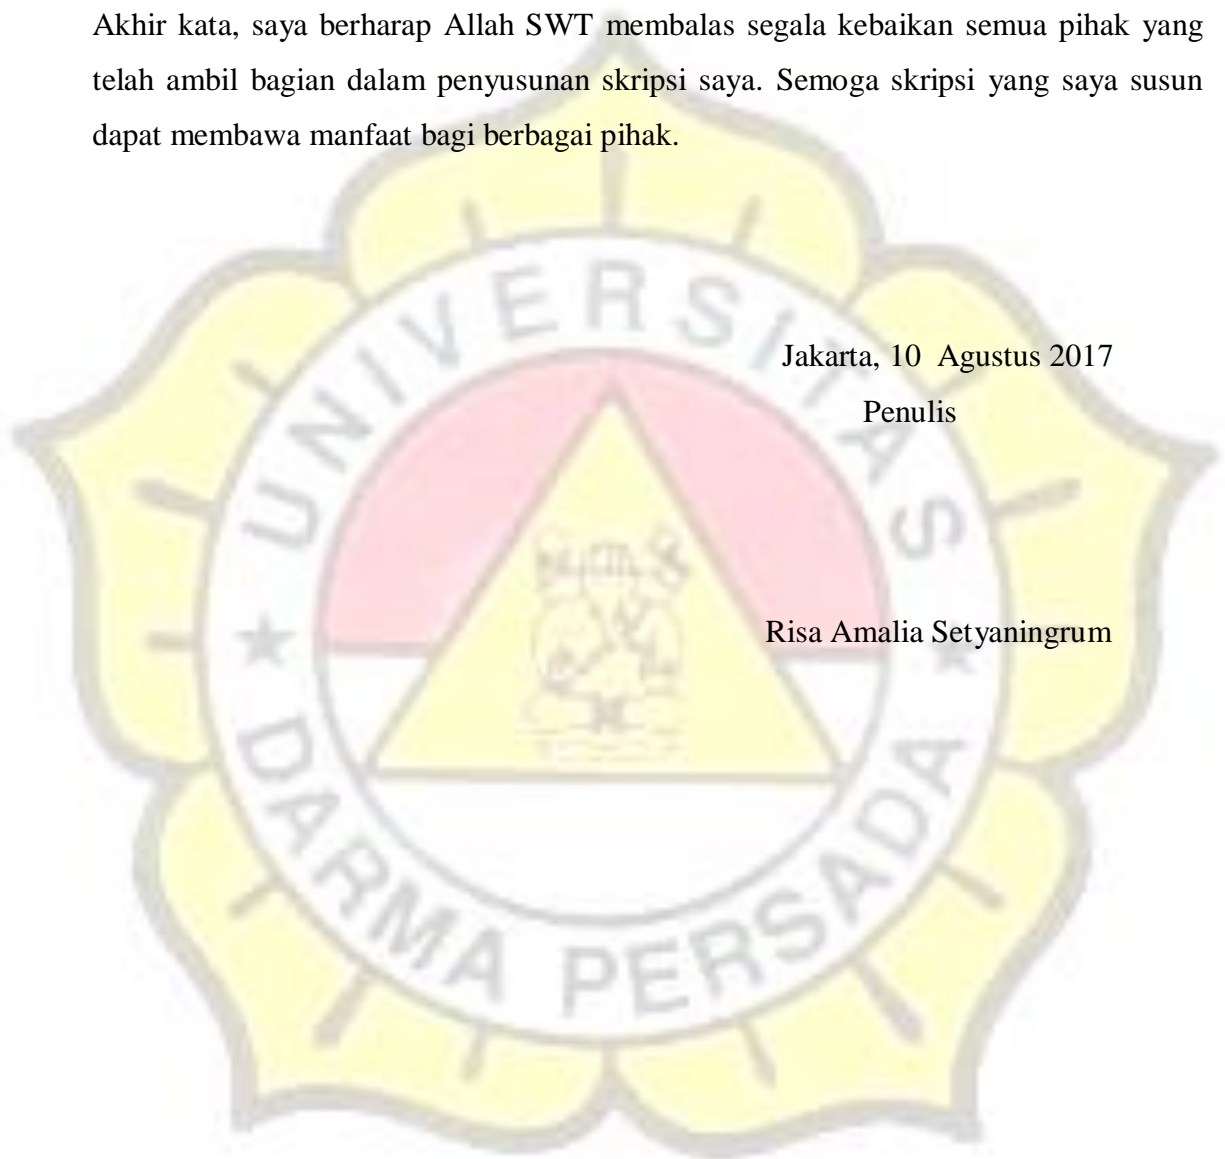 Akhir kata, saya berharap Allah SWT membalas segala kebaikan semua pihak yang
telah ambil bagian dalam penyusunan skripsi saya. Semoga skripsi yang saya susun
dapat membawa manfaat bagi berbagai pihak.
UNIVERSITAS
Jakarta, 10 Agustus 2017
Penulis
Risa Amalia Setyaningrum
DARMA PERSADA